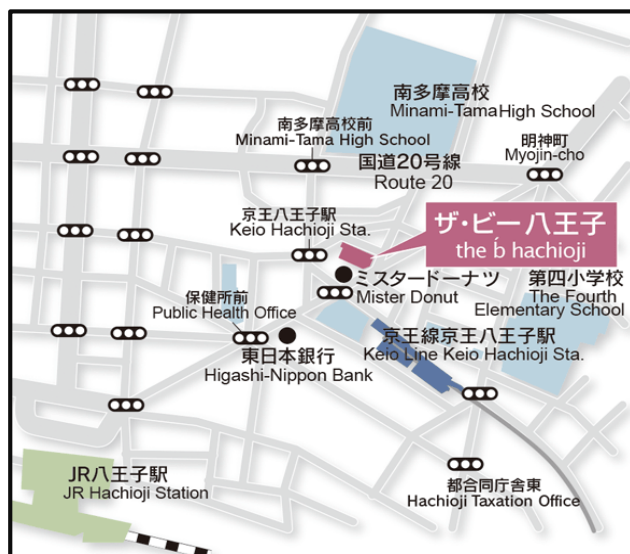 南多摩高校
Minami-Tama High School
南多摩高校前
Minami-Tama High School
国道20号線
Route 20
明神町
Myojin-cho
京王八王子駅
Keio Hachioji Sta.
ザ・ビー八王子
the b hachioji
ミスタードーナツ
Mister Donut
第四小学校
The Fourth
Elementary School
保健所前
Public Health Office
東日本銀行
Higashi-Nippon Bank
京王線京王八王子駅
Keio Line Keio Hachioji Sta.
JR八王子駅
JR Hachioji Station
都合同庁舎東
Hachioji Taxation Office